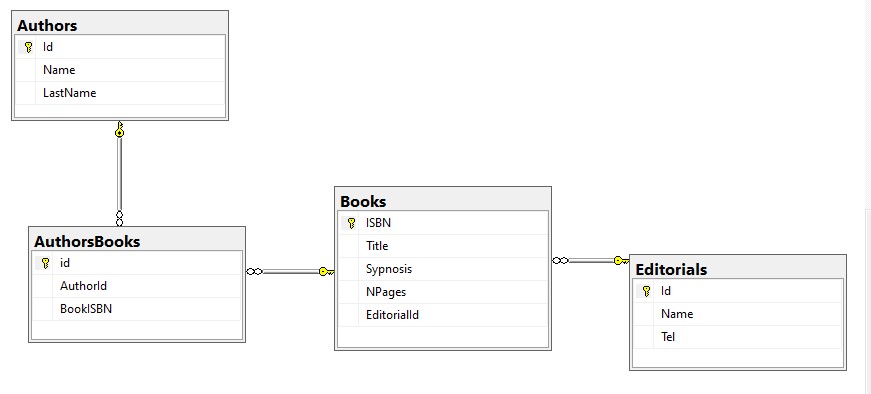 Authors
Id
Name
LastName
AuthorsBooks
id
AuthorId
BookISBN
Books
ISBN
Title
Sypnosis
NPages
EditorialId
Editorials
Id
Name
Tel